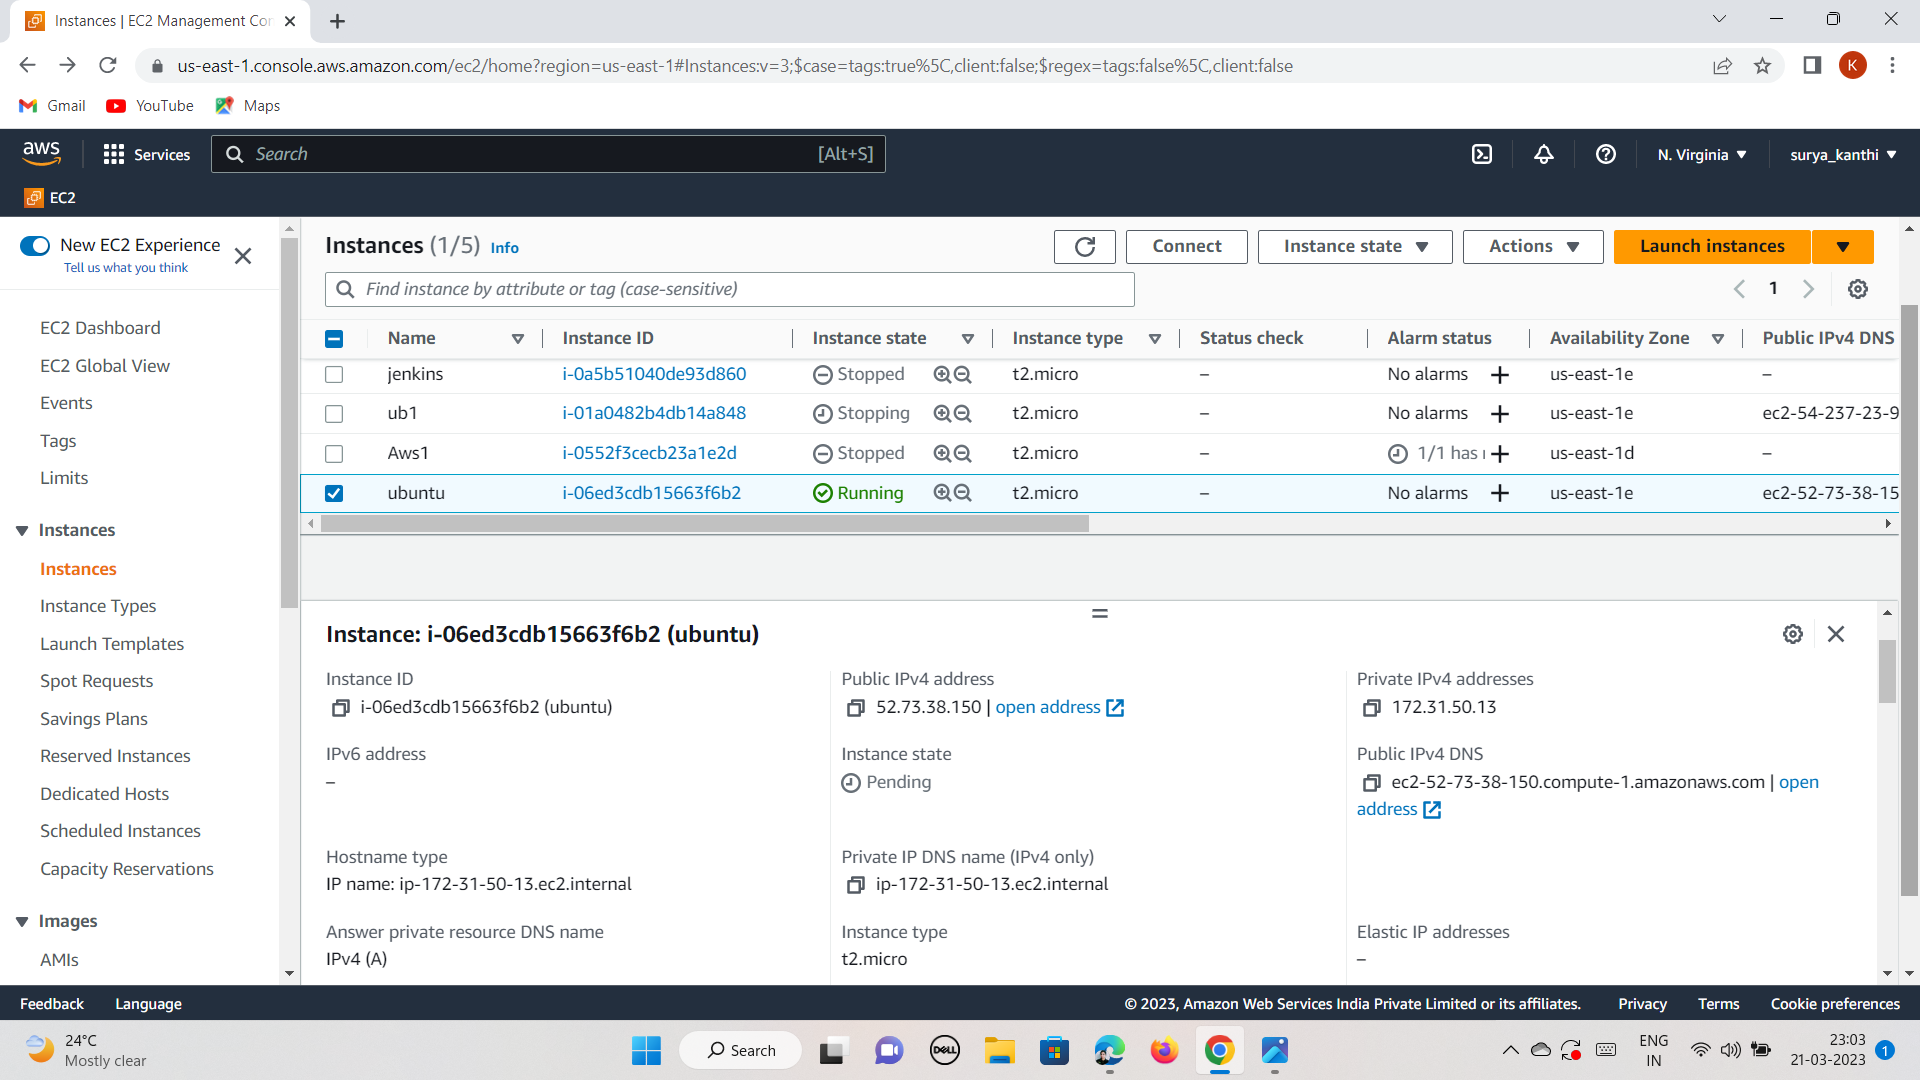 Instances | EC2 Management Con
us-east-1.console.aws.amazon.com/ec2/home?region=us-east-1#Instances:v=3;$case=tags:true%5C,client:false;$regex=tags:false%5C,client:false
K
Gmail YouTube Maps
aws Services Search [Alt+S] N. Virginia surya_kanthi
EC2
New EC2 Experience
Tell us what you think
EC2 Dashboard
EC2 Global View
Events
Tags
Limits
Instances
Instances
Instance Types
Launch Templates
Spot Requests
Savings Plans
Reserved Instances
Dedicated Hosts
Scheduled Instances
Capacity Reservations
Images
AMIs
Instances (1/5) Info Connect Instance state Actions Launch instances
Find instance by attribute or tag (case-sensitive) 1
Name Instance ID Instance state Instance type Status check Alarm status Availability Zone Public IPv4 DNS
jenkins i-0a5b51040de93d860 Stopped t2.micro – No alarms + us-east-1e –
ub1 i-01a0482b4db14a848 Stopping t2.micro – No alarms + us-east-1e ec2-54-237-23-9
Aws1 i-0552f3cecb23a1e2d Stopped t2.micro – 1/1 has + us-east-1d –
ubuntu i-06ed3cdb15663f6b2 Running t2.micro – No alarms + us-east-1e ec2-52-73-38-15
Instance: i-06ed3cdb15663f6b2 (ubuntu)
Instance ID Public IPv4 address Private IPv4 addresses
i-06ed3cdb15663f6b2 (ubuntu) 52.73.38.150 | open address 172.31.50.13
IPv6 address Instance state Public IPv4 DNS
– Pending ec2-52-73-38-150.compute-1.amazonaws.com | open
address
Hostname type Private IP DNS name (IPv4 only)
IP name: ip-172-31-50-13.ec2.internal ip-172-31-50-13.ec2.internal
Answer private resource DNS name Instance type Elastic IP addresses
IPv4 (A) t2.micro –
Feedback Language © 2023, Amazon Web Services India Private Limited or its affiliates. Privacy Terms Cookie preferences
24°C
Mostly clear
Search
DELL
ENG
IN
23:03
21-03-2023
1